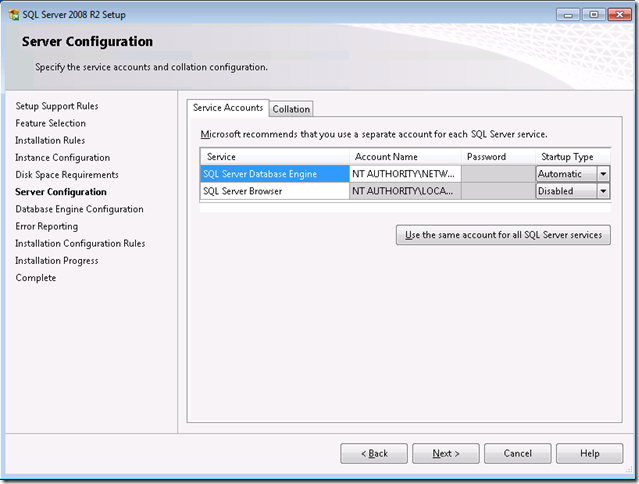 SQL Server 2008 R2 Setup
Server Configuration
Specify the service accounts and collation configuration.
Setup Support Rules
Feature Selection
Installation Rules
Instance Configuration
Disk Space Requirements
Server Configuration
Database Engine Configuration
Error Reporting
Installation Configuration Rules
Installation Progress
Complete
Service Accounts Collation
Microsoft recommends that you use a separate account for each SQL Server service.
Service Account Name Password Startup Type
SQL Server Database Engine NT AUTHORITY\NETW... Automatic
SQL Server Browser NT AUTHORITY\LOCA... Disabled
Use the same account for all SQL Server services
< Back Next > Cancel Help